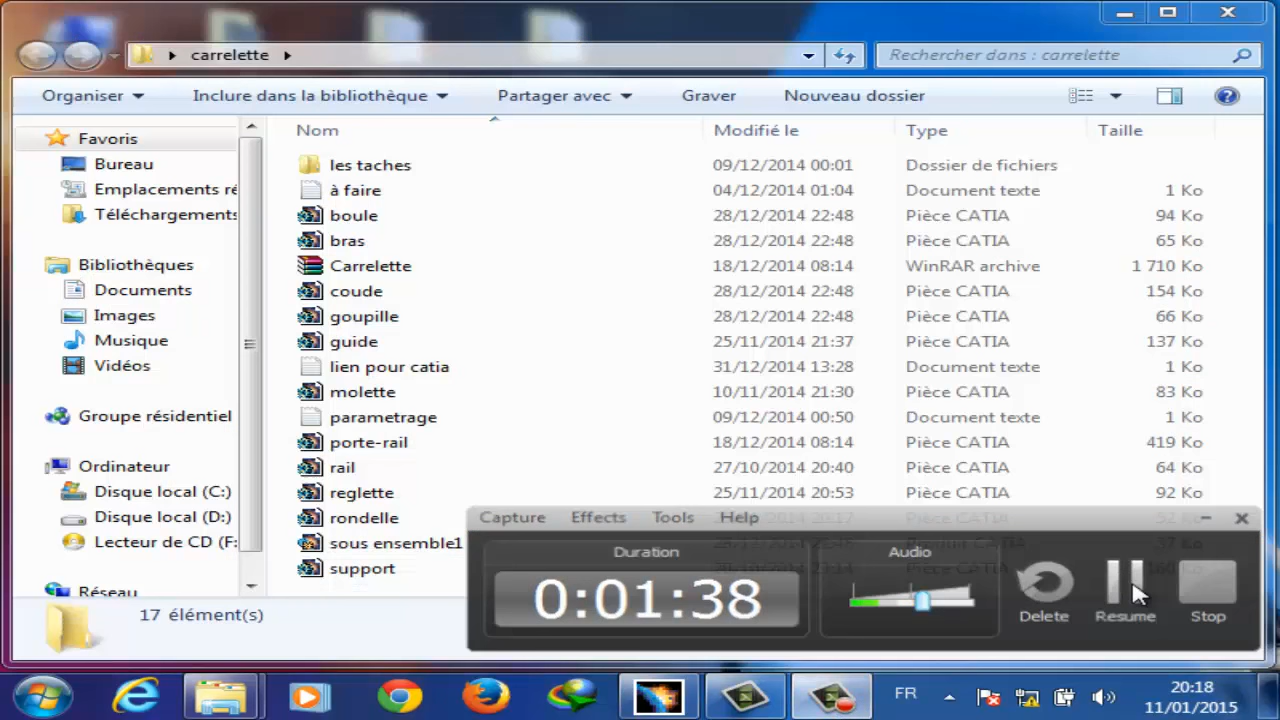 carrelette
Rechercher dans : carrelette
Organiser Inclure dans la bibliothèque Partager avec Graver Nouveau dossier
Nom Modifié le Type Taille
Favoris
Bureau
Emplacements ré
Téléchargements
Bibliothèques
Documents
Images
Musique
Vidéos
Groupe résidentiel
Ordinateur
Disque local (C:)
Disque local (D:)
Lecteur de CD (F:
Réseau
les taches 09/12/2014 00:01 Dossier de fichiers
à faire 04/12/2014 01:04 Document texte 1 Ko
boule 28/12/2014 22:48 Pièce CATIA 94 Ko
bras 28/12/2014 22:48 Pièce CATIA 65 Ko
Carrelette 18/12/2014 08:14 WinRAR archive 1 710 Ko
coude 28/12/2014 22:48 Pièce CATIA 154 Ko
goupille 28/12/2014 22:48 Pièce CATIA 66 Ko
guide 25/11/2014 21:37 Pièce CATIA 137 Ko
lien pour catia 31/12/2014 13:28 Document texte 1 Ko
molette 10/11/2014 21:30 Pièce CATIA 83 Ko
parametrage 09/12/2014 00:50 Document texte 1 Ko
porte-rail 18/12/2014 08:14 Pièce CATIA 419 Ko
rail 27/10/2014 20:40 Pièce CATIA 64 Ko
reglette 25/11/2014 20:53 Pièce CATIA 92 Ko
rondelle
sous ensemble1
support
17 élément(s)
Capture Effects Tools Help
Duration
0:01:38
Audio
Delete Resume Stop
FR
20:18
11/01/2015